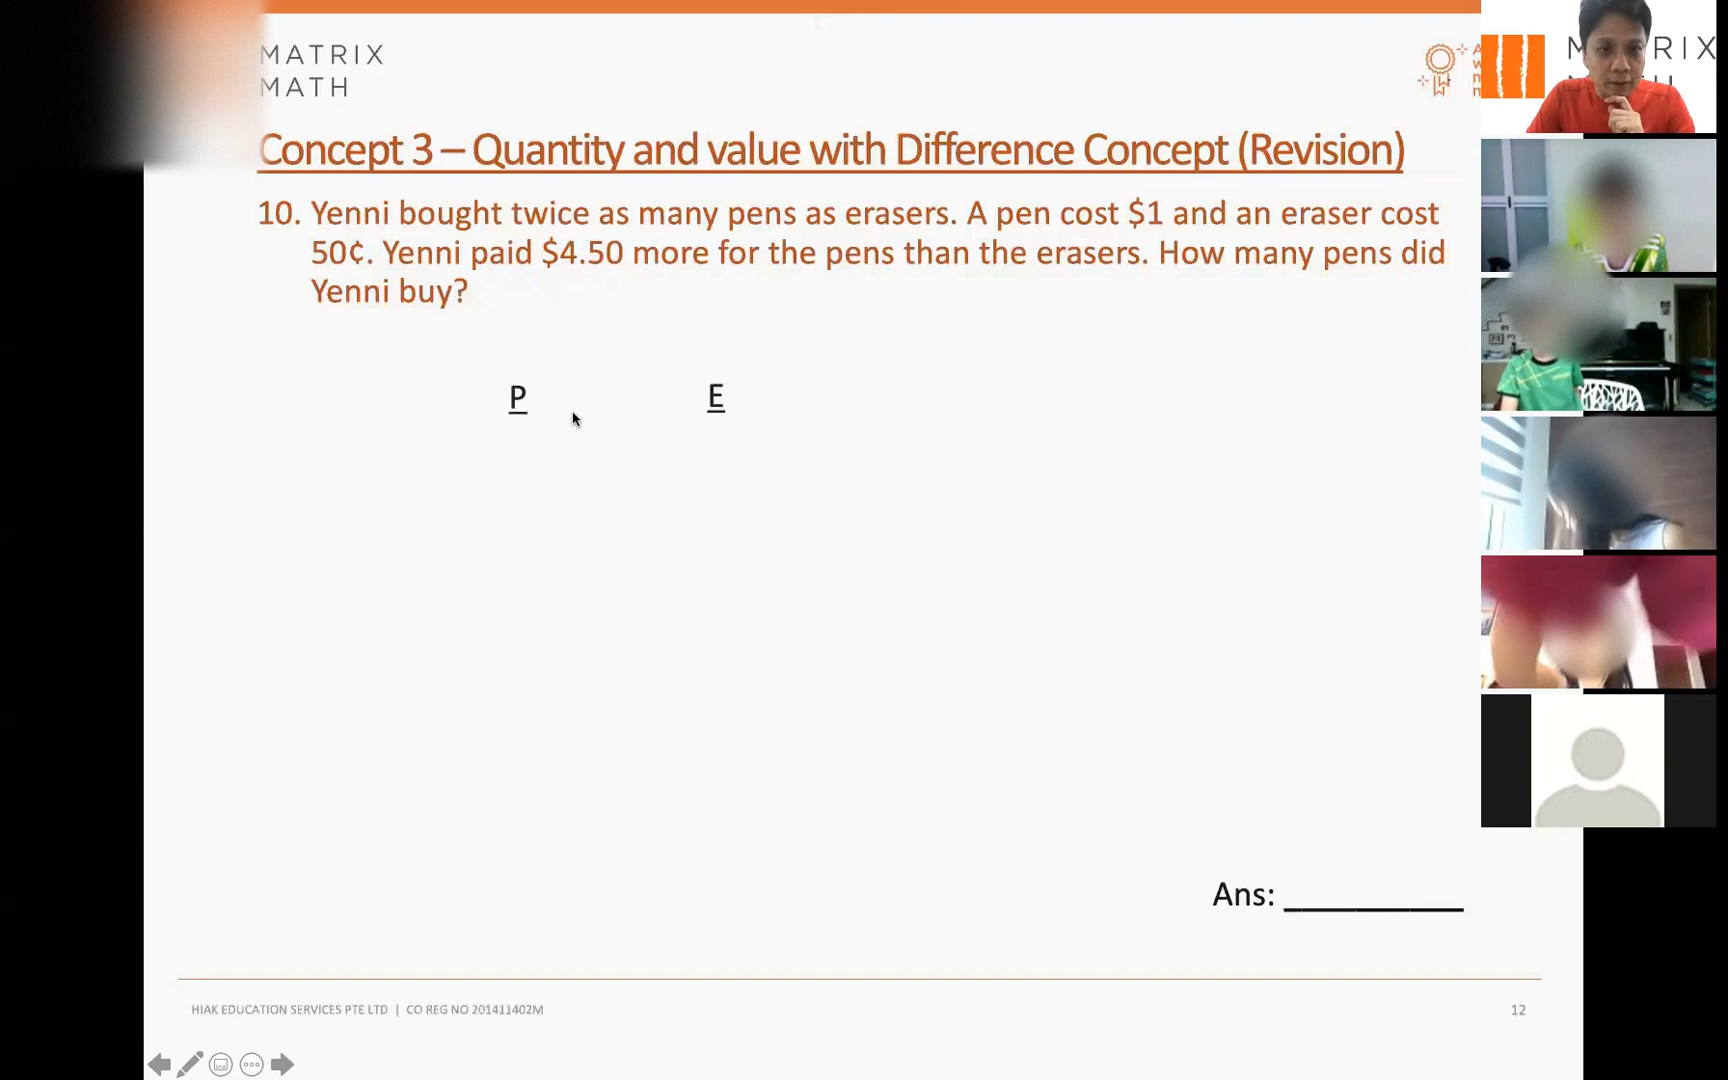 MATRIX
MATH
Concept 3 – Quantity and value with Difference Concept (Revision)
10. Yenni bought twice as many pens as erasers. A pen cost $1 and an eraser cost
50¢. Yenni paid $4.50 more for the pens than the erasers. How many pens did
Yenni buy?
P E
Ans: __________
HIAK EDUCATION SERVICES PTE LTD | CO REG NO 201411402M
12